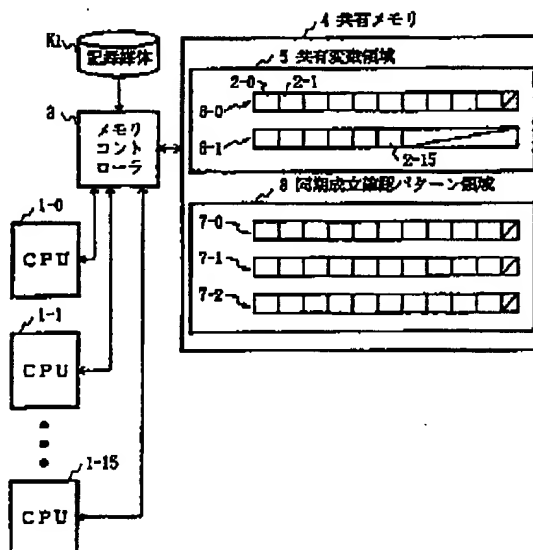 4 共有メモリ
K1
記録媒体
5 共有変数領域
2-0 2-1
3
6-0
メモリ
コント
ローラ
6-1
2-15
8 同期成立確認パターン領域
1-0
7-0
CPU
7-1
1-1
7-2
CPU
1-15
CPU